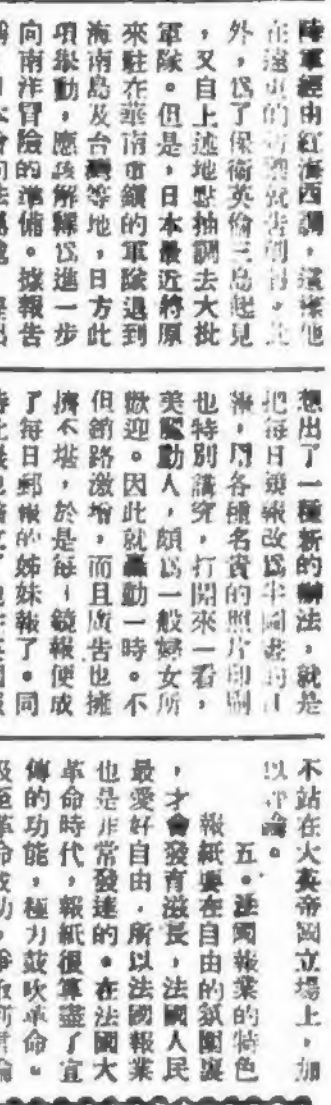 陸軍經由紅海西調，這樣他
在遠東的
外，爲了保衛英倫三島起見
，又自上述地點抽調去大批
軍隊。但是，日本最近將原
來駐在華南市鎮的軍隊退到
海南島及台灣等地，日方此
項舉動，應該解釋爲進一步
向南洋冒險的準備。據報告
想出了一種新的辦法，就是
把每日鏡報改爲半圖畫的
，用各種名貴的照片印刷
也特別講究，打開來一看，
美麗動人，頗爲一般婦女所
歡迎。因此就轟動一時。不
但銷路激增，而且廣告也擁
擠不堪，於是每日鏡報便成
了每日郵報的姊妹報了。同
不站在大英帝國立場上，加
以評論。
五。法國報業的特色
報紙要在自由的氛圍裏
，才會發育滋長，法國人民
最愛好自由，所以法國報業
也是非常發達的。在法國大
革命時代，報紙很算盡了宣
傳的功能，極力鼓吹革命。